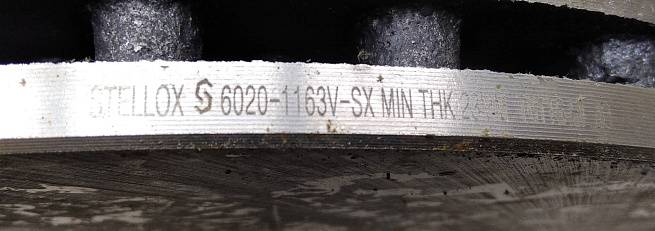 STELLOX S 6020-1163V-SX MIN THK